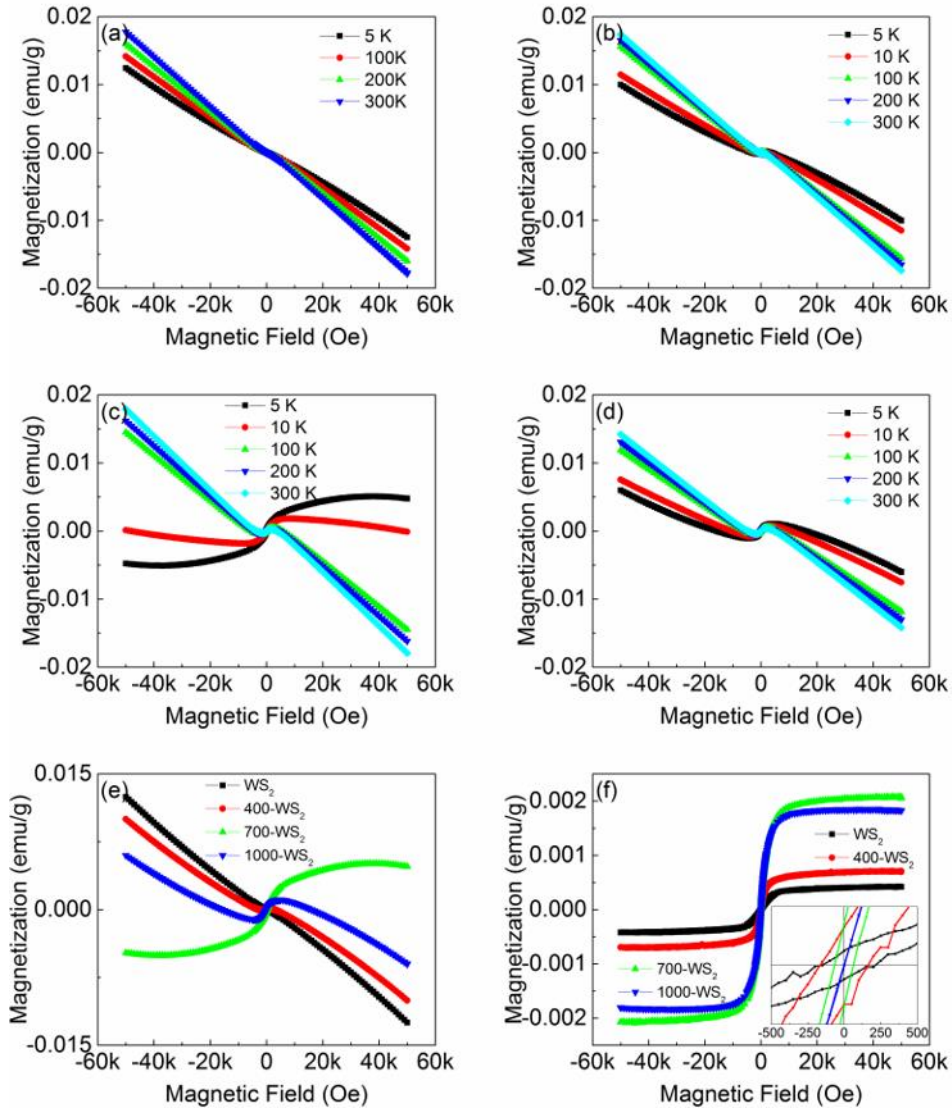 (a)
0.02
0.01
0.00
-0.01
-0.02
Magnetization (emu/g)
5 K
100K
200K
300K
-60k -40k -20k 0 20k 40k 60k
Magnetic Field (Oe)
(b)
0.02
0.01
0.00
-0.01
-0.02
Magnetization (emu/g)
5 K
10 K
100 K
200 K
300 K
-60k -40k -20k 0 20k 40k 60k
Magnetic Field (Oe)
(c)
0.02
0.01
0.00
-0.01
-0.02
Magnetization (emu/g)
5 K
10 K
100 K
200 K
300 K
-60k -40k -20k 0 20k 40k 60k
Magnetic Field (Oe)
(d)
0.02
0.01
0.00
-0.01
-0.02
Magnetization (emu/g)
5 K
10 K
100 K
200 K
300 K
-60k -40k -20k 0 20k 40k 60k
Magnetic Field (Oe)
(e)
0.015
0.000
-0.015
Magnetization (emu/g)
WS₂
400-WS₂
700-WS₂
1000-WS₂
-60k -40k -20k 0 20k 40k 60k
Magnetic Field (Oe)
(f)
0.002
0.001
0.000
-0.001
-0.002
Magnetization (emu/g)
WS₂
400-WS₂
700-WS₂
1000-WS₂
-500 -250 0 250 500
-60k -40k -20k 0 20k 40k 60k
Magnetic Field (Oe)